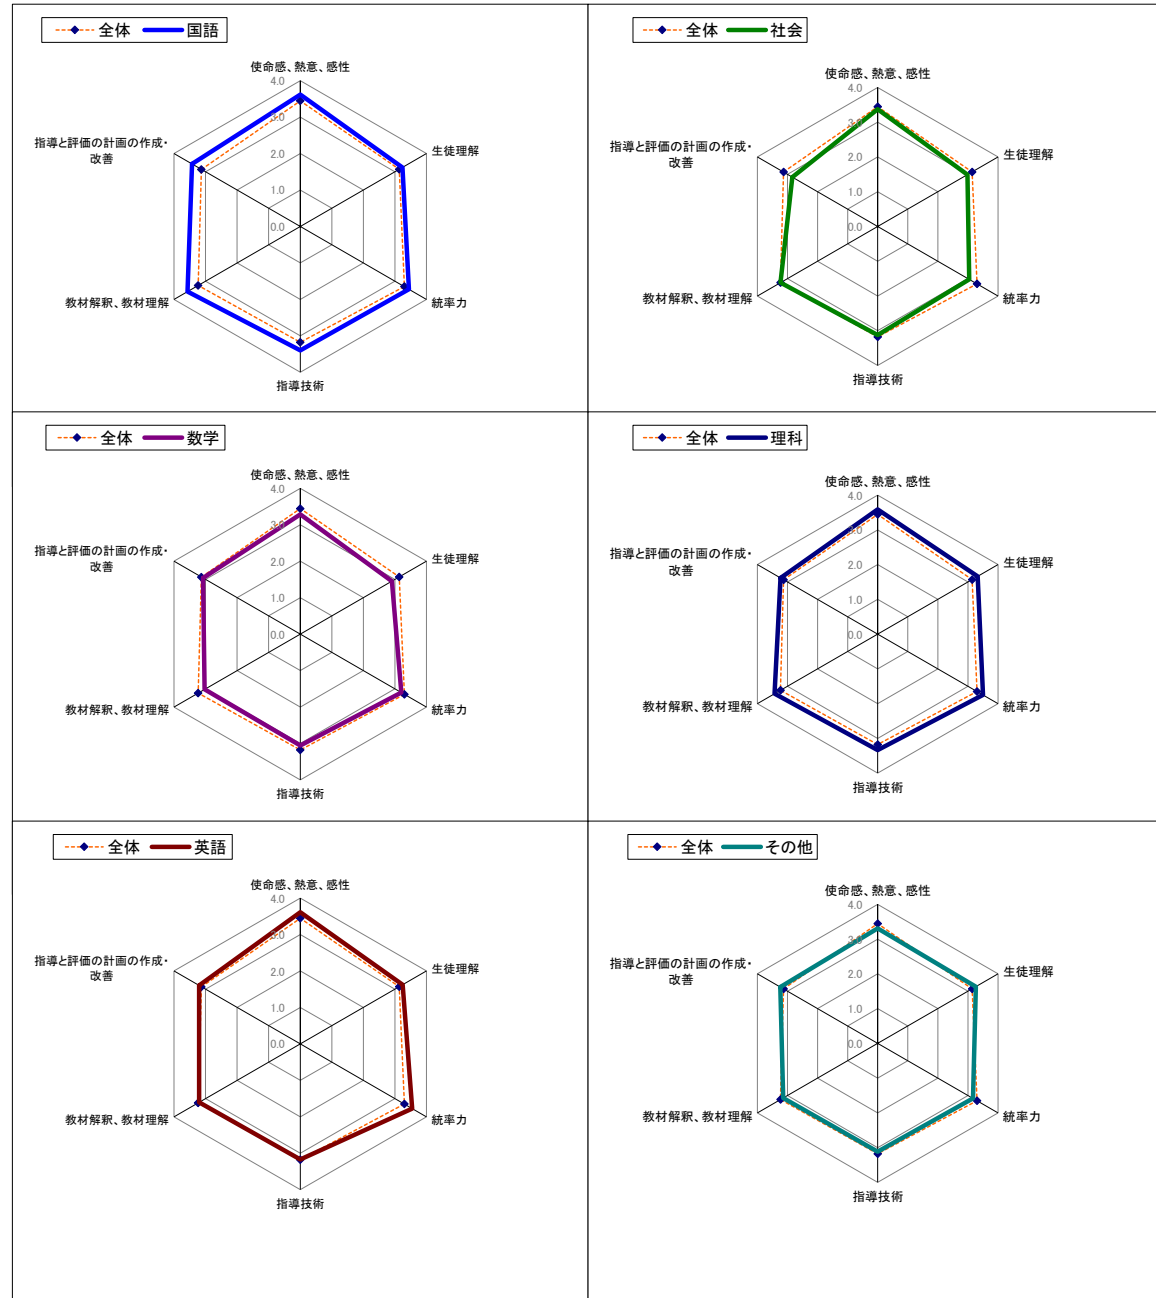 全体 国語
使命感、熱意、感性
4.0
3.0
指導と評価の計画の作成・
改善
生徒理解
2.0
1.0
0.0
教材解釈、教材理解
統率力
指導技術
全体 社会
使命感、熱意、感性
4.0
3.0
指導と評価の計画の作成・
改善
生徒理解
2.0
1.0
0.0
教材解釈、教材理解
統率力
指導技術
全体 数学
使命感、熱意、感性
4.0
3.0
指導と評価の計画の作成・
改善
生徒理解
2.0
1.0
0.0
教材解釈、教材理解
統率力
指導技術
全体 理科
使命感、熱意、感性
4.0
3.0
指導と評価の計画の作成・
改善
生徒理解
2.0
1.0
0.0
教材解釈、教材理解
統率力
指導技術
全体 英語
使命感、熱意、感性
4.0
3.0
指導と評価の計画の作成・
改善
生徒理解
2.0
1.0
0.0
教材解釈、教材理解
統率力
指導技術
全体 その他
使命感、熱意、感性
4.0
3.0
指導と評価の計画の作成・
改善
生徒理解
2.0
1.0
0.0
教材解釈、教材理解
統率力
指導技術